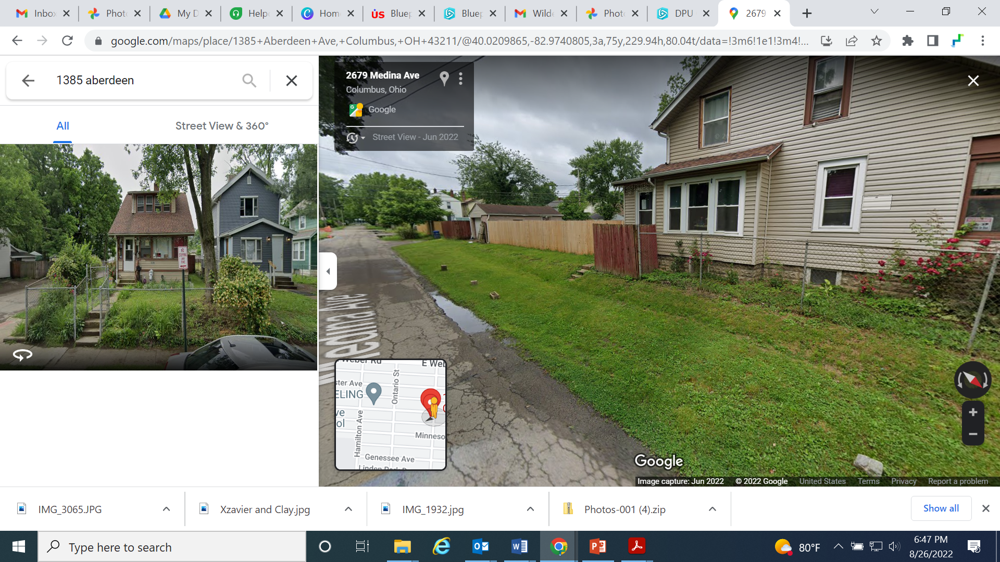 Inbox
Photo
My D
Help
Hom
Bluep
Bluep
Wilde
Photo
DPU
2679
google.com/maps/place/1385+Aberdeen+Ave,+Columbus,+OH+43211/@40.0209865,-82.9740805,3a,75y,229.94h,80.04t/data=!3m6!1e1!3m4!...
1385 aberdeen
All
Street View & 360°
NO STOPPING ANY TIME
2679 Medina Ave
Columbus, Ohio
Google
Street View - Jun 2022
Medina Ave
Weber Rd
E Web
ster Ave
ELING
Ontario St
ve
ol
Hamilton Ave
Minneso
Genessee Ave
Linden Park D
Google
Image capture: Jun 2022
© 2022 Google
United States
Terms
Privacy
Report a problem
IMG_3065.JPG
Xzavier and Clay.jpg
IMG_1932.jpg
Photos-001 (4).zip
Show all
Type here to search
80°F
6:47 PM
8/26/2022